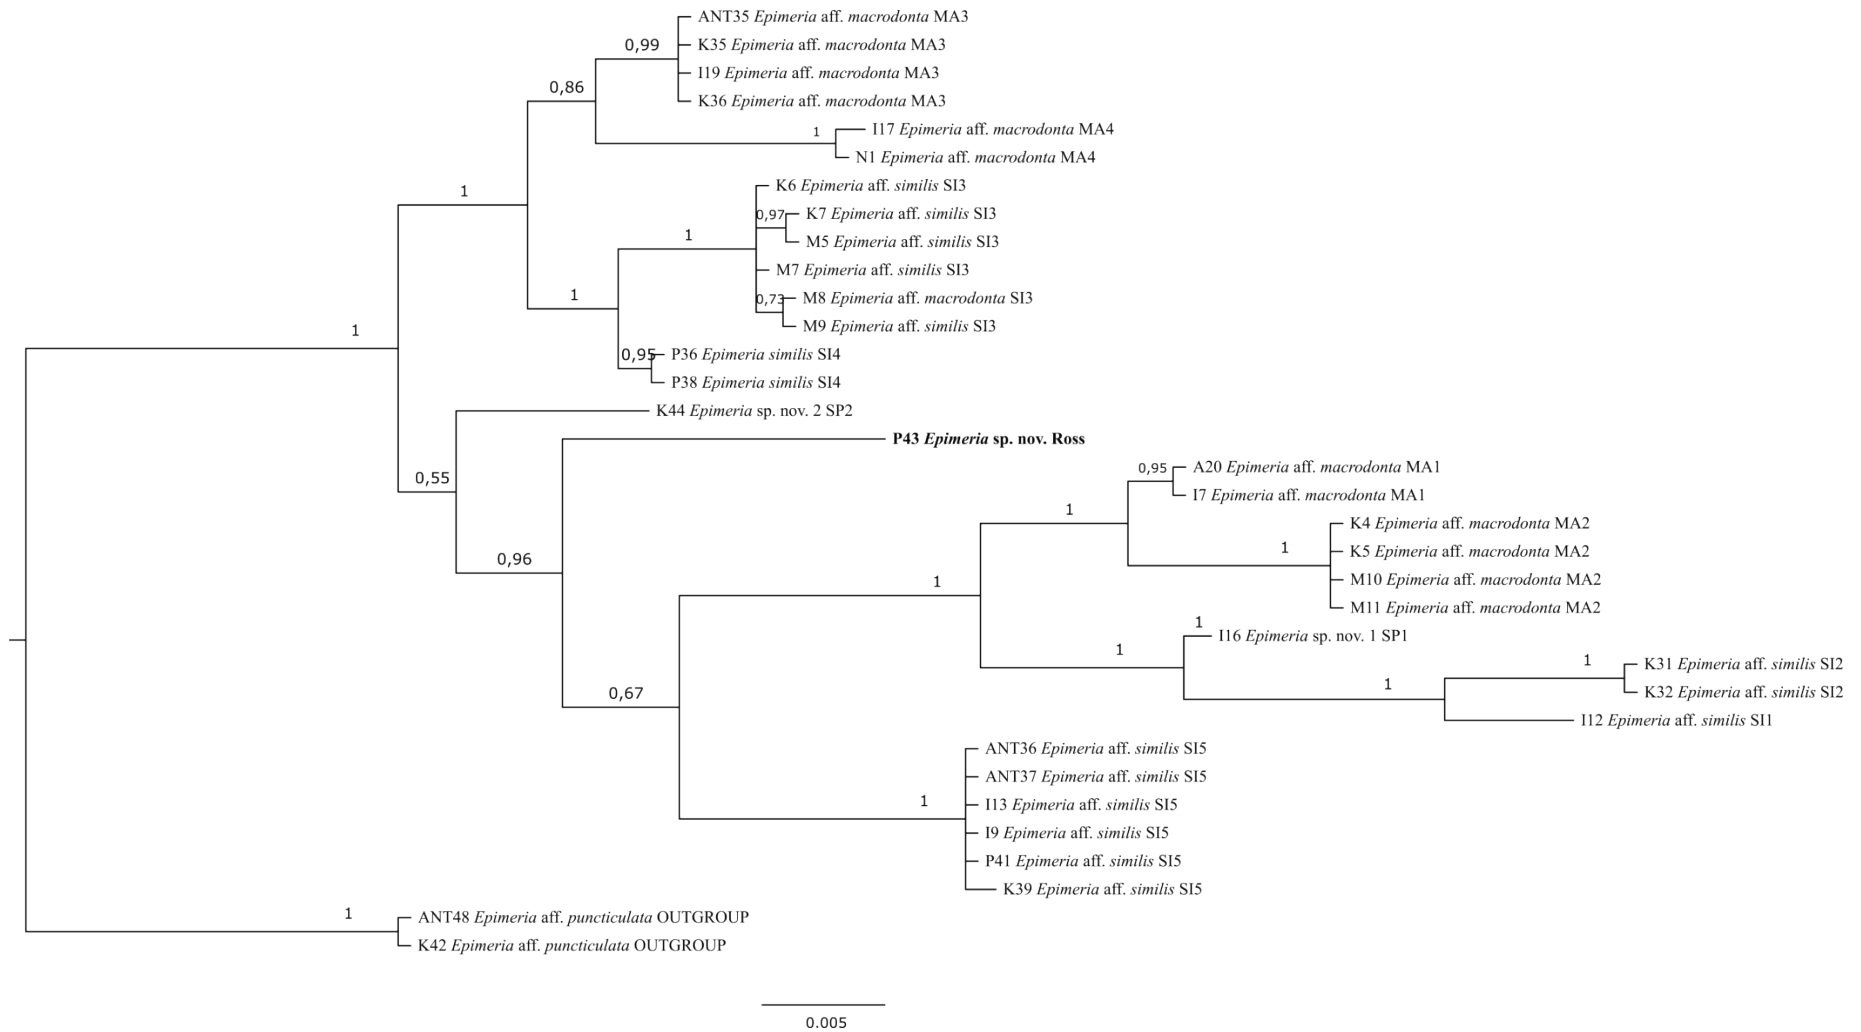 ANT35 Epimeria aff. macrodonta MA3
0,99
K35 Epimeria aff. macrodonta MA3
I19 Epimeria aff. macrodonta MA3
0,86
K36 Epimeria aff. macrodonta MA3
1
I17 Epimeria aff. macrodonta MA4
N1 Epimeria aff. macrodonta MA4
1
K6 Epimeria aff. similis SI3
0,97
K7 Epimeria aff. similis SI3
1
M5 Epimeria aff. similis SI3
M7 Epimeria aff. similis SI3
1
0,73
M8 Epimeria aff. macrodonta SI3
M9 Epimeria aff. similis SI3
1
0,95
P36 Epimeria similis SI4
P38 Epimeria similis SI4
K44 Epimeria sp. nov. 2 SP2
P43 Epimeria sp. nov. Ross
0,55
0,95
A20 Epimeria aff. macrodonta MA1
I7 Epimeria aff. macrodonta MA1
1
K4 Epimeria aff. macrodonta MA2
1
K5 Epimeria aff. macrodonta MA2
0,96
1
M10 Epimeria aff. macrodonta MA2
M11 Epimeria aff. macrodonta MA2
1
I16 Epimeria sp. nov. 1 SP1
1
1
K31 Epimeria aff. similis SI2
0,67
1
K32 Epimeria aff. similis SI2
I12 Epimeria aff. similis SI1
ANT36 Epimeria aff. similis SI5
ANT37 Epimeria aff. similis SI5
1
I13 Epimeria aff. similis SI5
I9 Epimeria aff. similis SI5
P41 Epimeria aff. similis SI5
K39 Epimeria aff. similis SI5
1
ANT48 Epimeria aff. puncticulata OUTGROUP
K42 Epimeria aff. puncticulata OUTGROUP
0.005